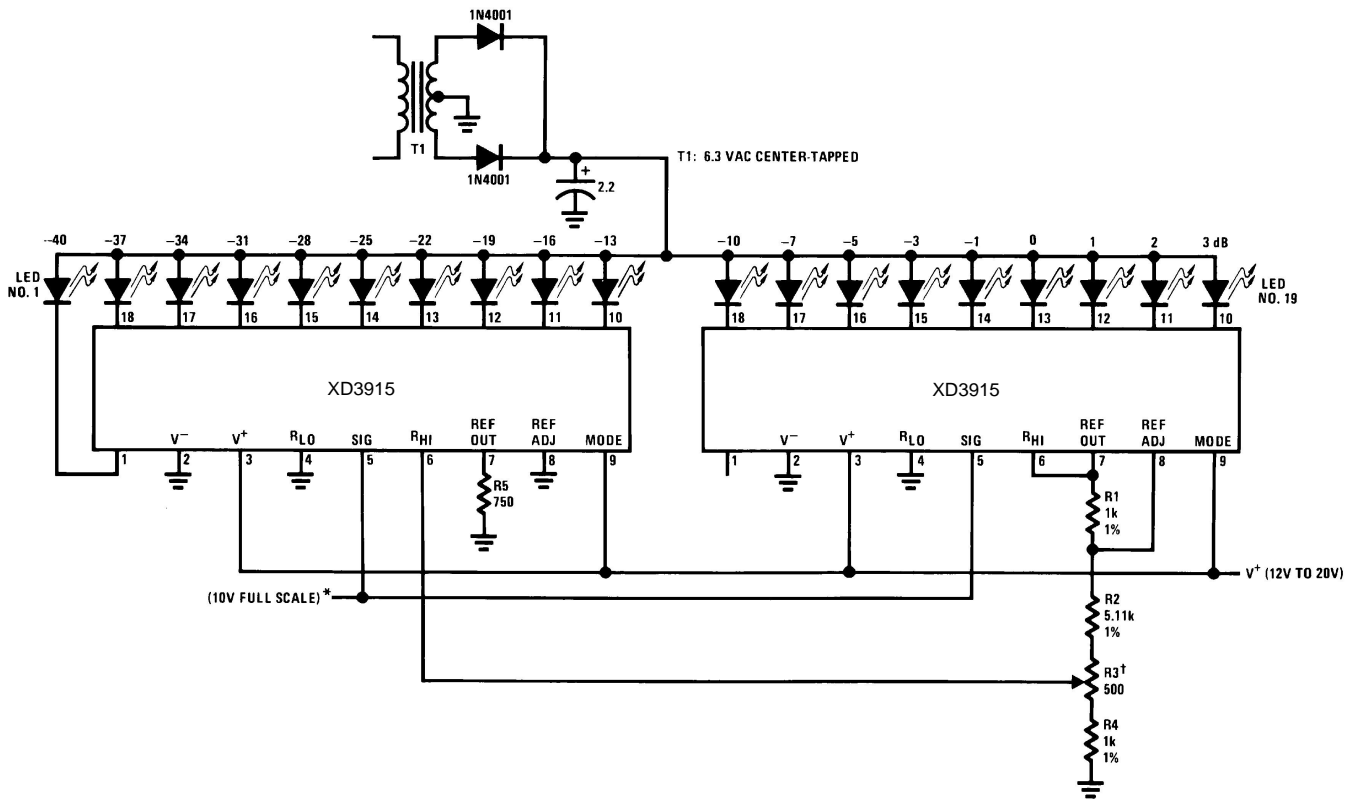 1N4001
T1
1N4001
T1: 6.3 VAC CENTER-TAPPED
+
2.2
--40 −37 −34 −31 −28 −25 −22 −19 −16 −13 −10 −7 −5 −3 −1 0 1 2 3 dB
LED
NO. 1
LED
NO. 19
18 17 16 15 14 13 12 11 10
18 17 16 15 14 13 12 11 10
XD3915
XD3915
V− V+ RLO SIG RHI REF OUT REF ADJ MODE
V− V+ RLO SIG RHI REF OUT REF ADJ MODE
1 2 3 4 5 6 7 8 9
1 2 3 4 5 6 7 8 9
R5
750
R1
1k
1%
V+ (12V TO 20V)
(10V FULL SCALE)*
R2
5.11k
1%
R3†
500
R4
1k
1%